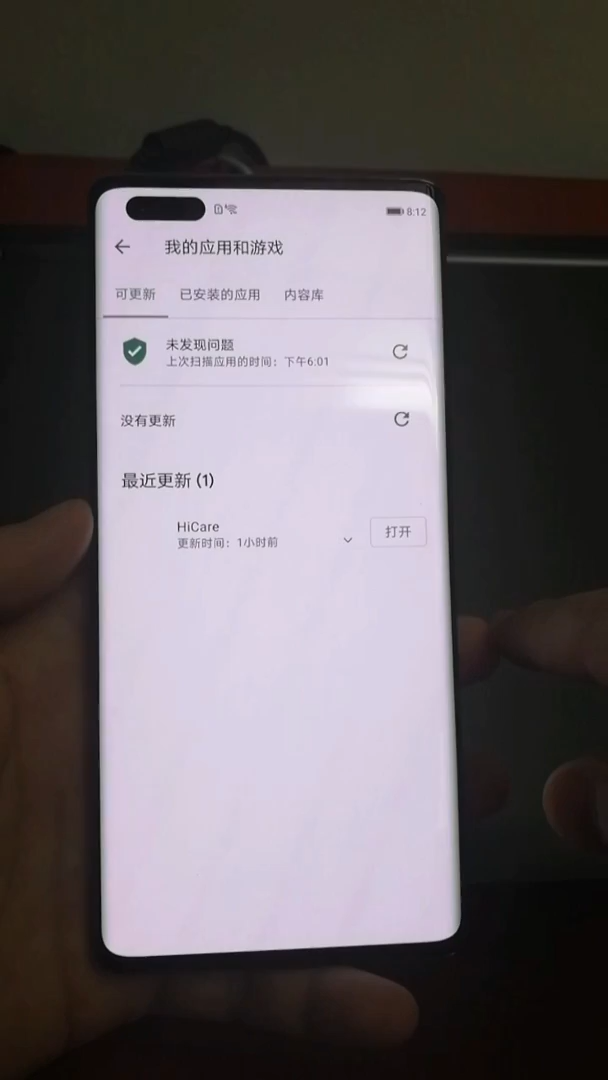 8:12
我的应用和游戏
可更新 已安装的应用 内容库
未发现问题
上次扫描应用的时间：下午6:01
没有更新
最近更新 (1)
HiCare
更新时间：1小时前
打开